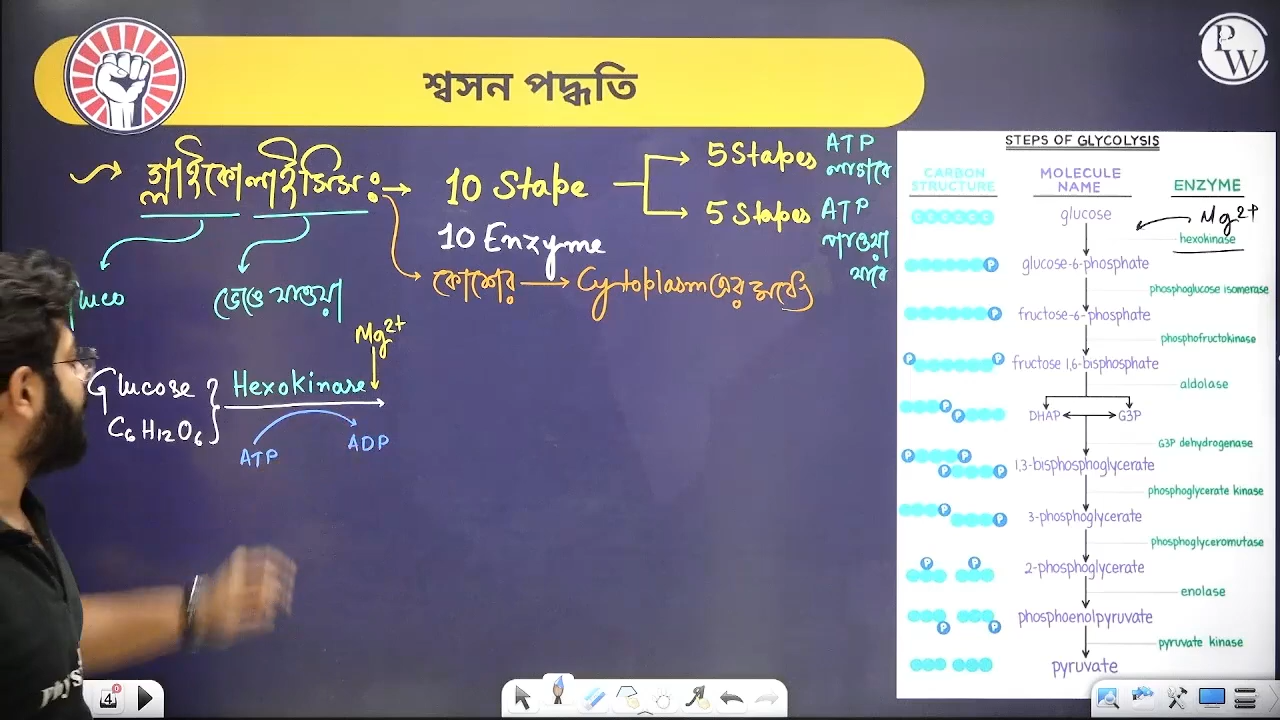 শ্বসন পদ্ধতি
PW
গ্লাইকোলাইসিস :
10 Stape
5 Stapes ATP লাগবে
5 Stapes ATP পাওয়া যাবে
10 Enzyme
কোশের → Cytoplasm এর মধ্যে
ভেঙে যাওয়া
Mg2+
Glucose
C6H12O6
Hexokinase
ATP
ADP
STEPS OF GLYCOLYSIS
CARBON STRUCTURE
MOLECULE NAME
ENZYME
glucose
Mg2+
hexokinase
glucose-6-phosphate
phosphoglucose isomerase
fructose-6-phosphate
phosphofructokinase
fructose 1,6-bisphosphate
aldolase
DHAP
G3P
G3P dehydrogenase
1,3-bisphosphoglycerate
phosphoglycerate kinase
3-phosphoglycerate
phosphoglyceromutase
2-phosphoglycerate
enolase
phosphoenolpyruvate
pyruvate kinase
pyruvate